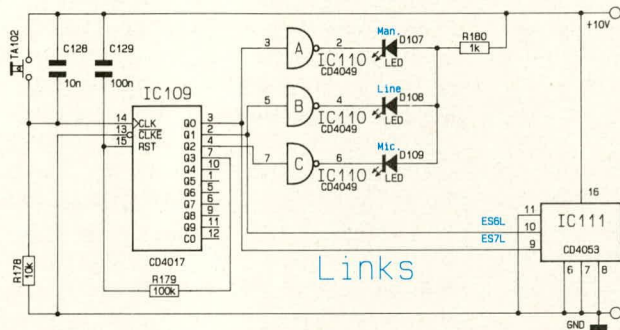 +10V
TA102
C128
10n
C129
100n
IC109
14 CLK
13 CLKE
15 RST
Q0 3
Q1 2
Q2 4
Q3 7
Q4 10
Q5 1
Q6 5
Q7 6
Q8 9
Q9 11
C0 12
CD4017
R178
10k
R179
100k
3 A 2
IC110
CD4049
Man.
D107
LED
R180
1k
5 B 4
IC110
CD4049
Line
D108
LED
7 C 6
IC110
CD4049
Mic.
D109
LED
16
11
ES6L 10
ES7L 9
IC111
CD4053
6 7 8
Links
GND